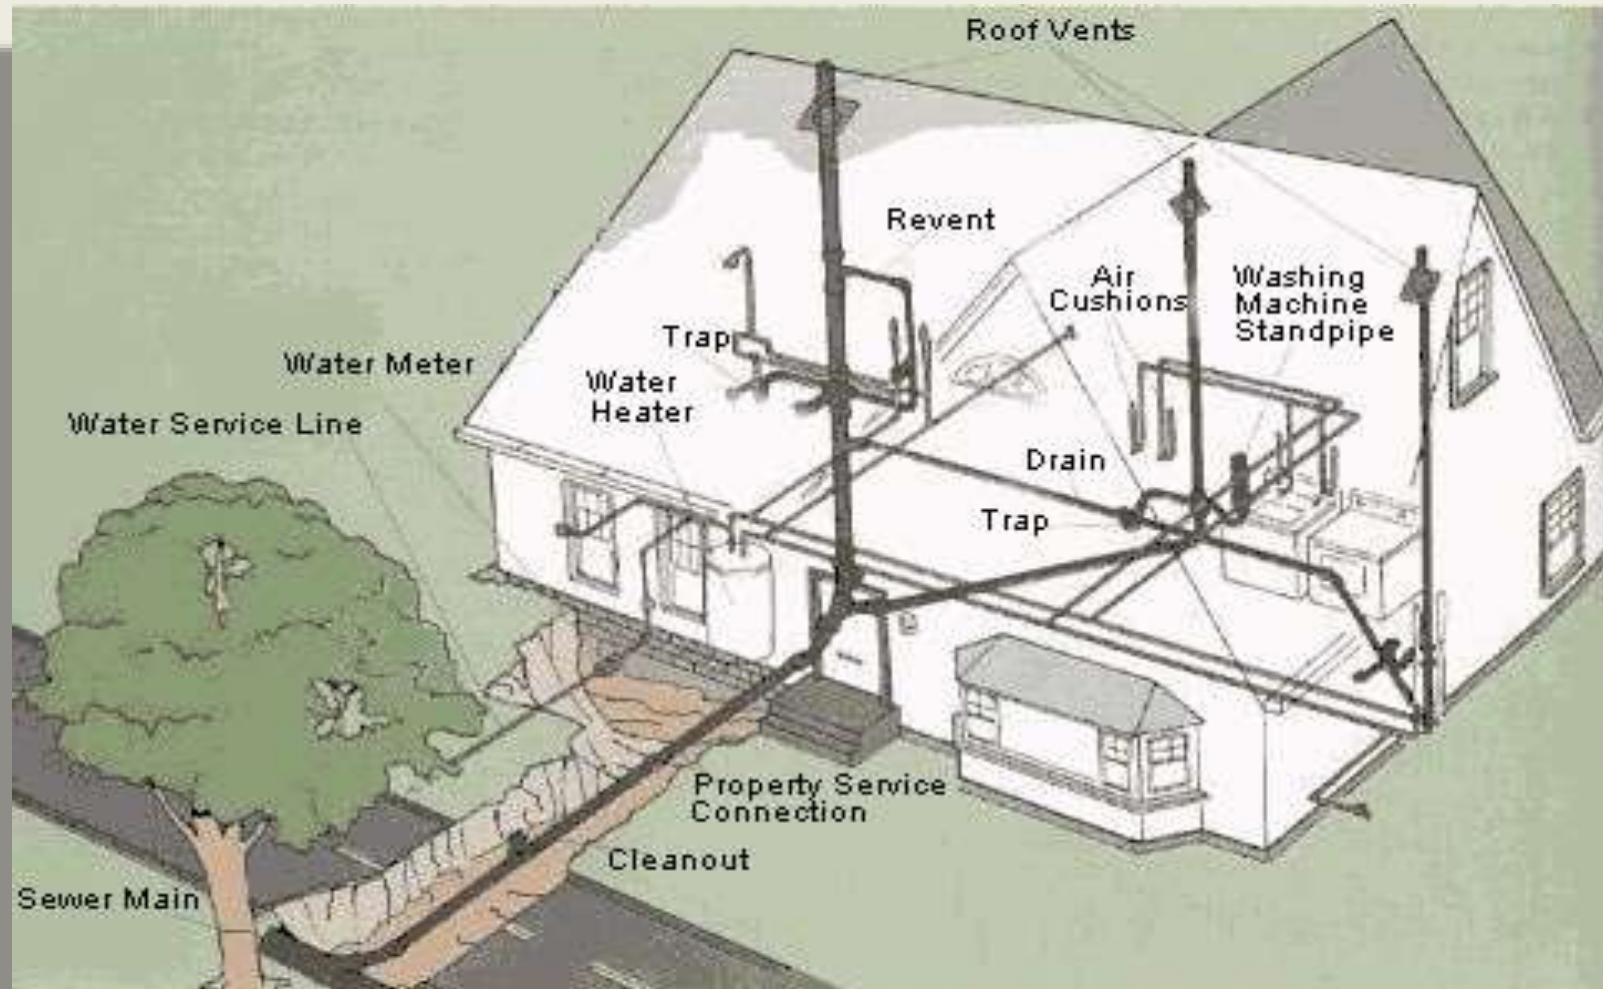 Roof Vents
Revent
Air
Cushions
Washing
Machine
Standpipe
Trap
Water Meter
Water
Heater
Water Service Line
Drain
Trap
Property Service
Connection
Cleanout
Sewer Main